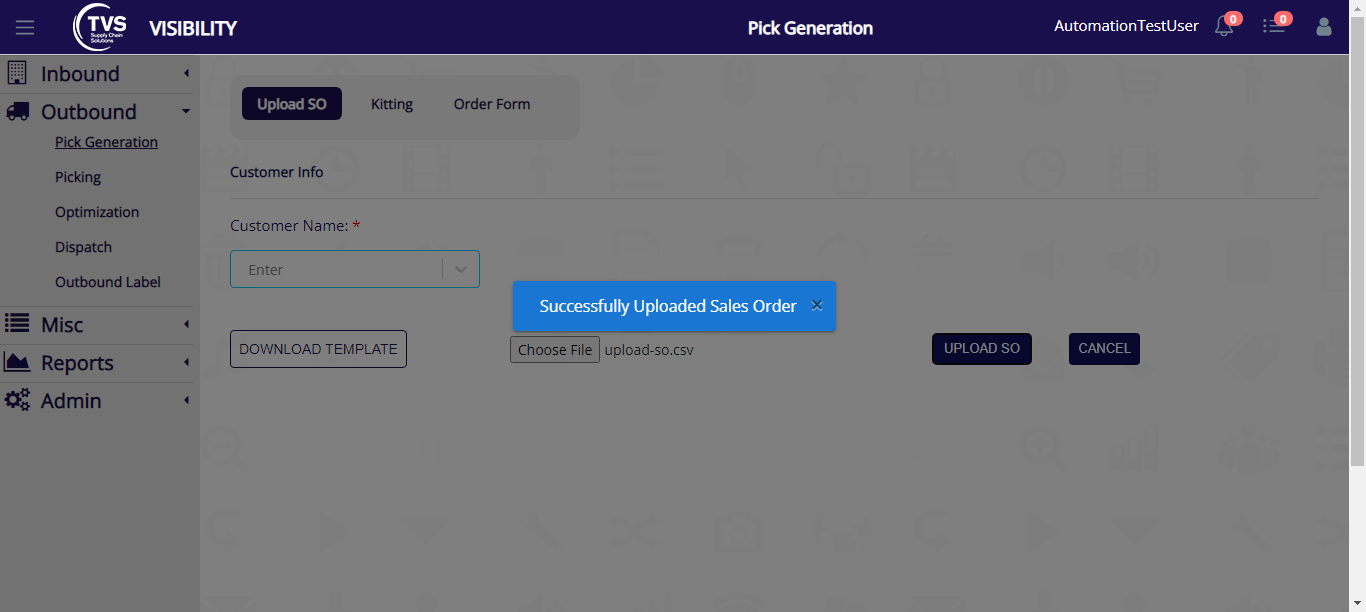 TVS
Supply Chain
Solutions
VISIBILITY
Pick Generation
AutomationTestUser
0
0
Inbound
Outbound
Pick Generation
Picking
Optimization
Dispatch
Outbound Label
Misc
Reports
Admin
Upload SO
Kitting
Order Form
Customer Info
Customer Name: *
Enter
Successfully Uploaded Sales Order ×
DOWNLOAD TEMPLATE
Choose File upload-so.csv
UPLOAD SO
CANCEL